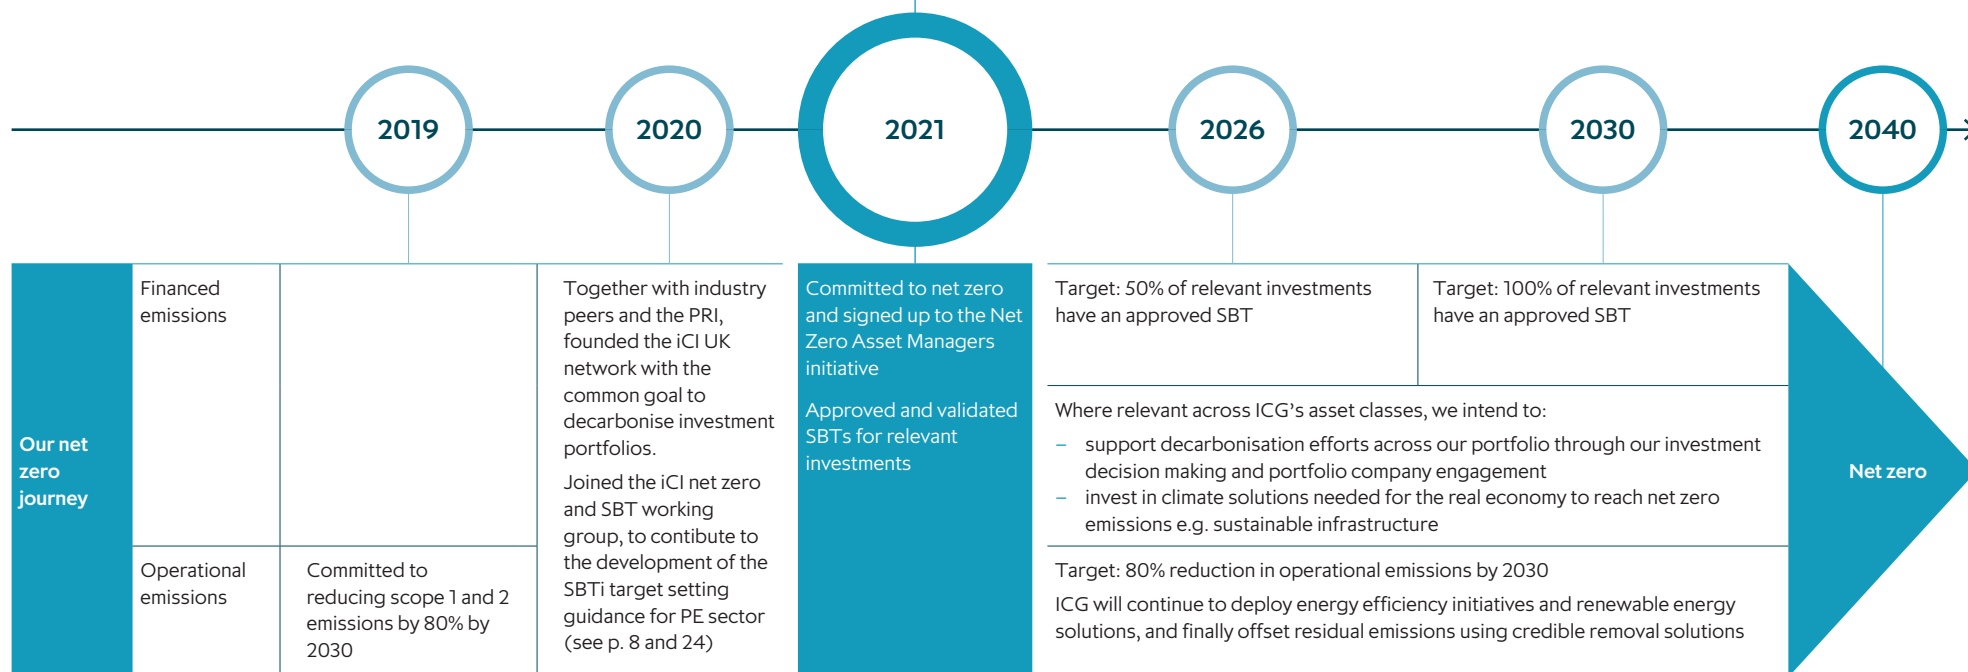 2019
2020
2021
2026
2030
2040
Our net
zero
journey
Financed
emissions
Together with industry
peers and the PRI,
founded the iCI UK
network with the
common goal to
decarbonise investment
portfolios.
Joined the iCI net zero
and SBT working
group, to contibute to
the development of the
SBTi target setting
guidance for PE sector
(see p. 8 and 24)
Committed to net zero
and signed up to the Net
Zero Asset Managers
initiative
Approved and validated
SBTs for relevant
investments
Target: 50% of relevant investments
have an approved SBT
Target: 100% of relevant investments
have an approved SBT
Where relevant across ICG’s asset classes, we intend to:
– support decarbonisation efforts across our portfolio through our investment
decision making and portfolio company engagement
– invest in climate solutions needed for the real economy to reach net zero
emissions e.g. sustainable infrastructure
Net zero
Operational
emissions
Committed to
reducing scope 1 and 2
emissions by 80% by
2030
Target: 80% reduction in operational emissions by 2030
ICG will continue to deploy energy efficiency initiatives and renewable energy
solutions, and finally offset residual emissions using credible removal solutions